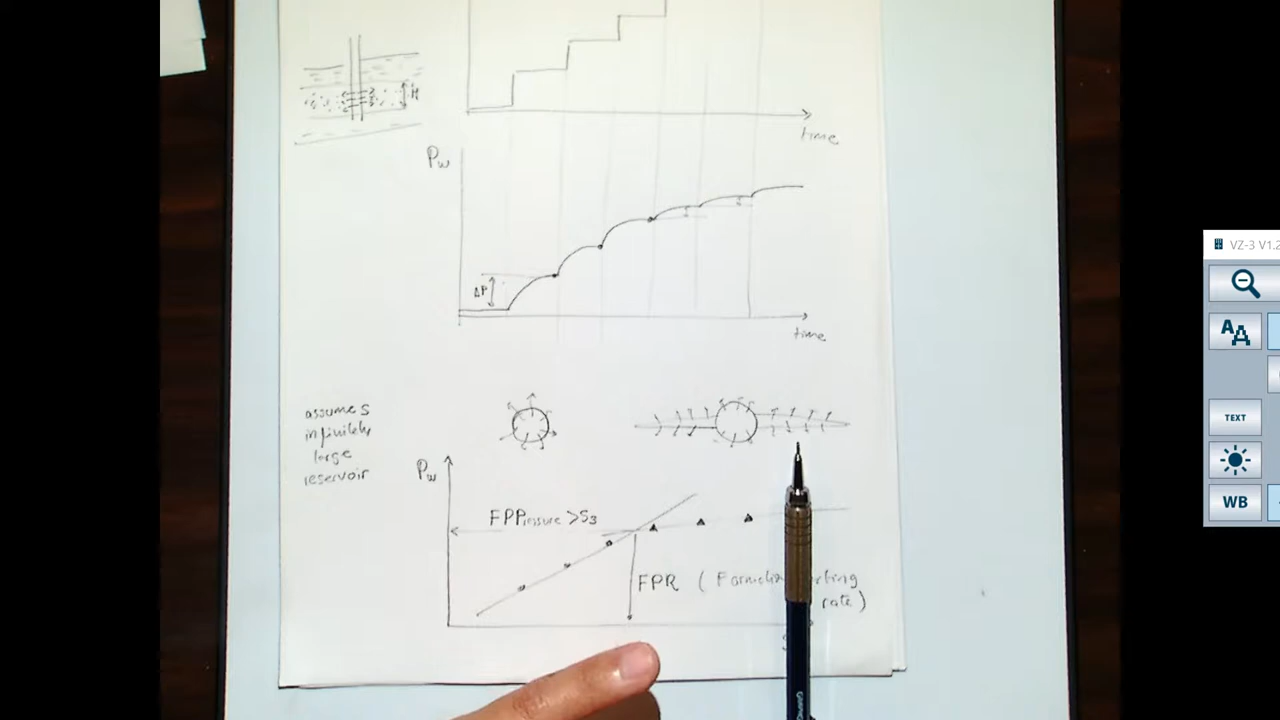 H
time
Pw
ΔP
time
assumes
infinitely
large
reservoir
Pw
FPPressure >S3
FPR (
rate)
VZ-3 V1.2
AA
TEXT
WB